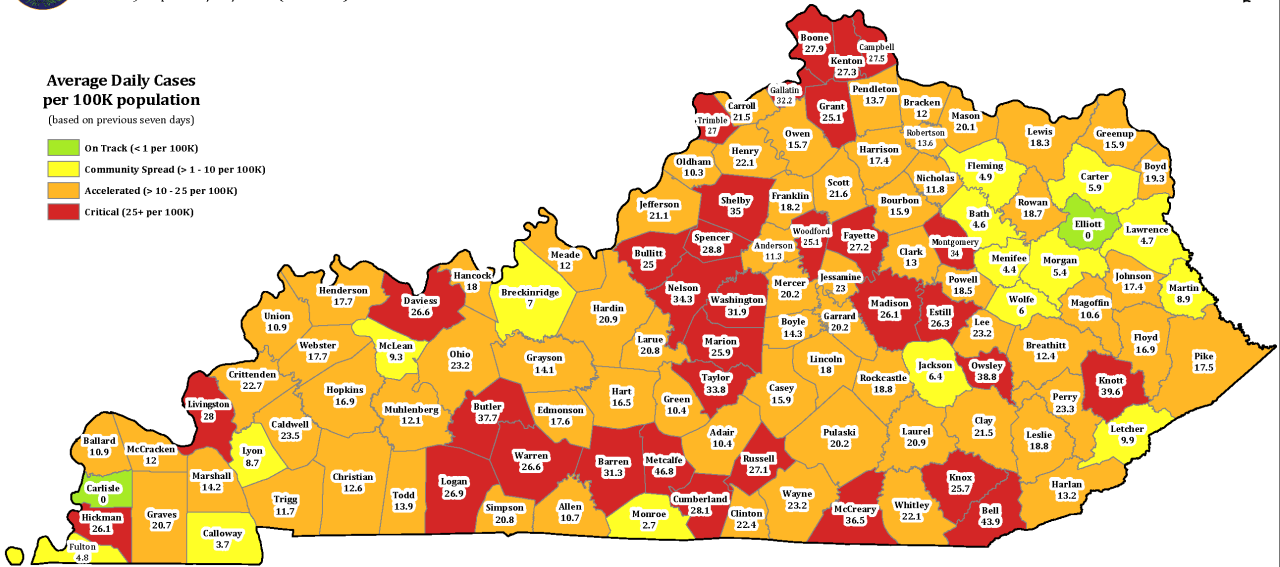 Average Daily Cases
per 100K population
(based on previous seven days)
On Track (< 1 per 100K)
Community Spread (> 1 - 10 per 100K)
Accelerated (> 10 - 25 per 100K)
Critical (25+ per 100K)
Boone
27.9
Kenton
27.3
Campbell
27.5
Gallatin
32.2
Grant
25.1
Pendleton
13.7
Bracken
12
Mason
20.1
Robertson
13.6
Lewis
18.3
Greenup
15.9
Boyd
19.3
Carroll
21.5
Trimble
27
Owen
15.7
Henry
22.1
Oldham
10.3
Harrison
17.4
Nicholas
11.8
Fleming
4.9
Carter
5.9
Rowan
18.7
Elliott
0
Lawrence
4.7
Jefferson
21.1
Shelby
35
Franklin
18.2
Scott
21.6
Bourbon
15.9
Bath
4.6
Spencer
28.8
Anderson
11.3
Woodford
25.1
Fayette
27.2
Clark
13
Montgomery
34
Menifee
4.4
Morgan
5.4
Johnson
17.4
Martin
8.9
Bullitt
25
Meade
12
Hancock
18
Breckinridge
7
Nelson
34.3
Washington
31.9
Mercer
20.2
Jessamine
23
Madison
26.1
Estill
26.3
Powell
18.5
Wolfe
6
Magoffin
10.6
Henderson
17.7
Daviess
26.6
Union
10.9
Webster
17.7
McLean
9.3
Ohio
23.2
Hardin
20.9
Grayson
14.1
Larue
20.8
Marion
25.9
Boyle
14.3
Garrard
20.2
Lee
23.2
Breathitt
12.4
Floyd
16.9
Pike
17.5
Crittenden
22.7
Hopkins
16.9
Muhlenberg
12.1
Butler
37.7
Edmonson
17.6
Hart
16.5
Green
10.4
Taylor
33.8
Casey
15.9
Lincoln
18
Rockcastle
18.8
Jackson
6.4
Owsley
38.8
Perry
23.3
Knott
39.6
Letcher
9.9
Livingston
28
Caldwell
23.5
Lyon
8.7
Ballard
10.9
McCracken
12
Marshall
14.2
Carlisle
0
Hickman
26.1
Fulton
4.8
Graves
20.7
Calloway
3.7
Trigg
11.7
Christian
12.6
Todd
13.9
Logan
26.9
Warren
26.6
Simpson
20.8
Allen
10.7
Barren
31.3
Metcalfe
46.8
Monroe
2.7
Cumberland
28.1
Adair
10.4
Russell
27.1
Clinton
22.4
Wayne
23.2
Pulaski
20.2
McCreary
36.5
Laurel
20.9
Whitley
22.1
Knox
25.7
Bell
43.9
Clay
21.5
Leslie
18.8
Harlan
13.2